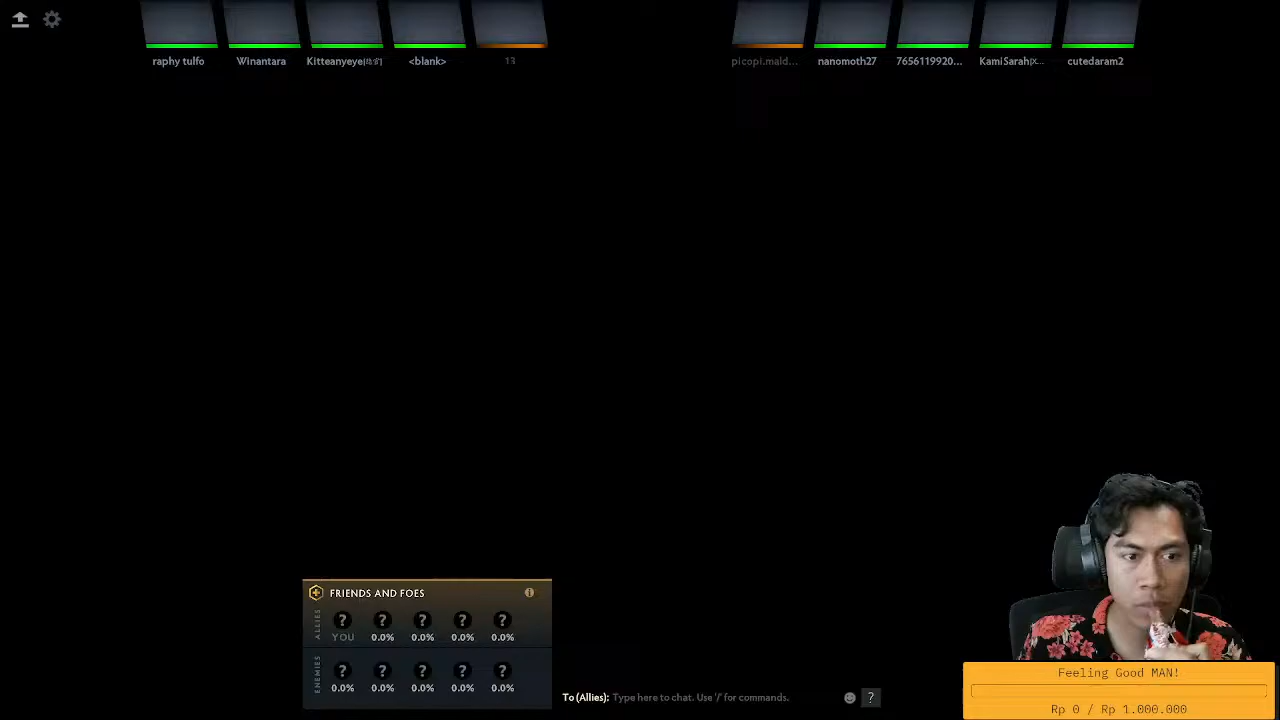 raphy tulfo
Winantara
Kitteanyeye
<blank>
13
picopi.mald...
nanomoth27
7656119920...
KamiSarah
cutedaram2
FRIENDS AND FOES
ALLIES
? ? ? ? ?
YOU 0.0% 0.0% 0.0% 0.0%
ENEMIES
? ? ? ? ?
0.0% 0.0% 0.0% 0.0% 0.0%
To (Allies): Type here to chat. Use '/' for commands.
?
Feeling Good MAN!
Rp 0 / Rp 1.000.000